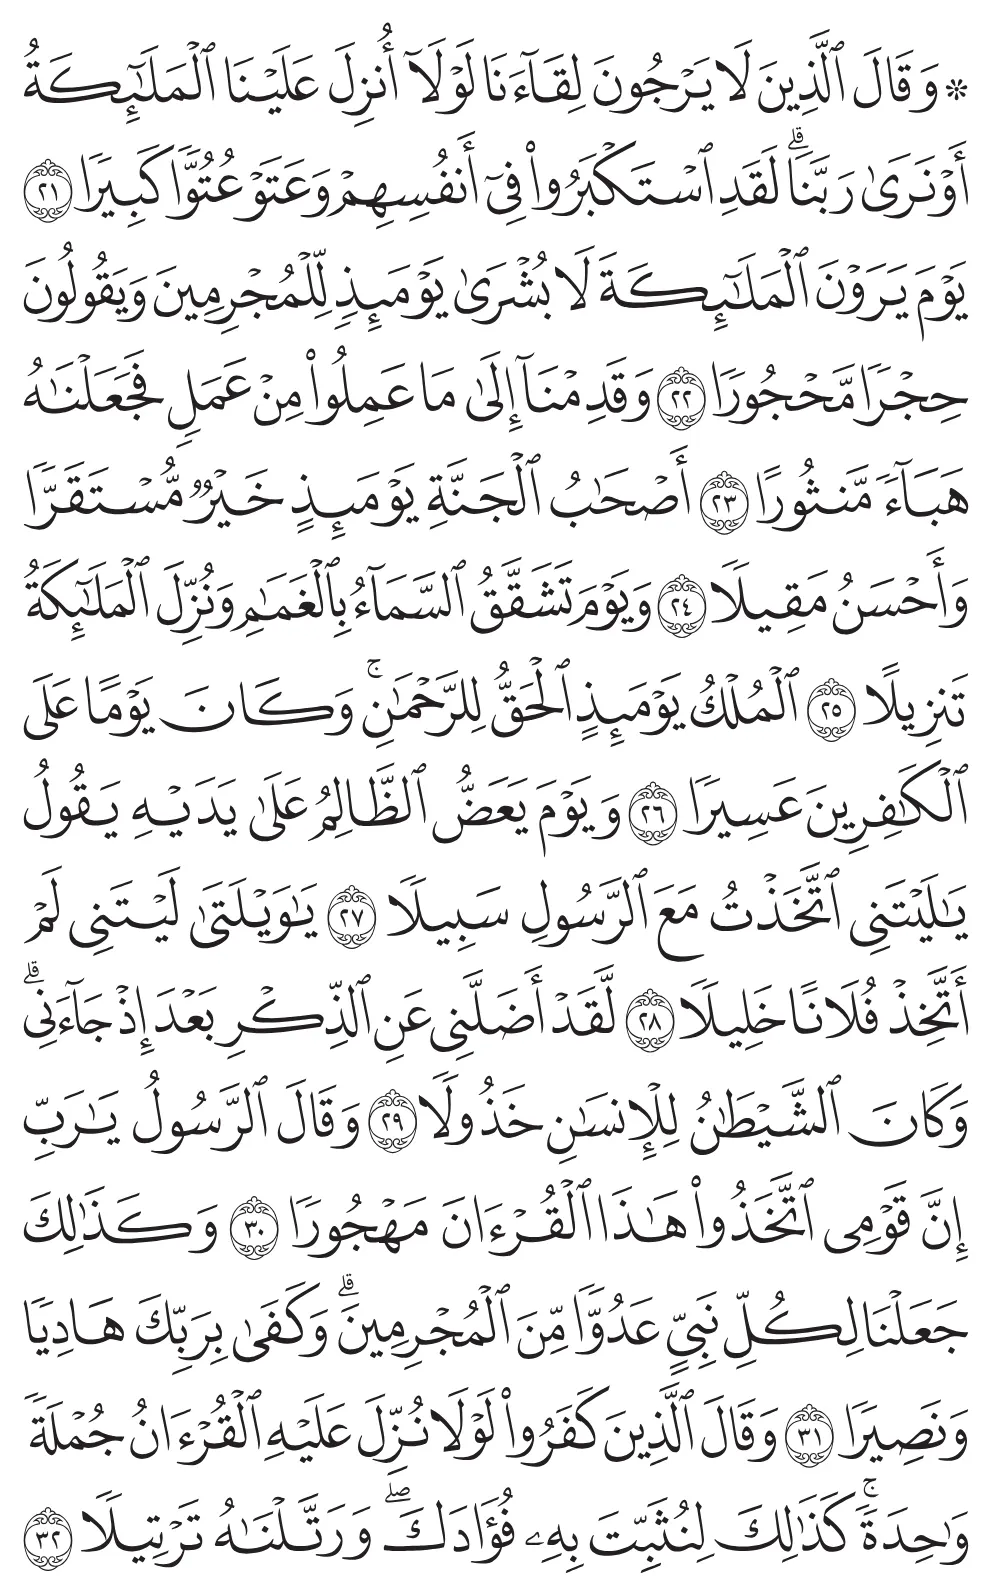 ۞ وَقَالَ ٱلَّذِينَ لَا يَرۡجُونَ لِقَآءَنَا لَوۡلَآ أُنزِلَ عَلَيۡنَا ٱلۡمَلَٰٓئِكَةُ
أَوۡ نَرَىٰ رَبَّنَاۗ لَقَدِ ٱسۡتَكۡبَرُواْ فِيٓ أَنفُسِهِمۡ وَعَتَوۡ عُتُوّٗا كَبِيرٗا ٢١
يَوۡمَ يَرَوۡنَ ٱلۡمَلَٰٓئِكَةَ لَا بُشۡرَىٰ يَوۡمَئِذٖ لِّلۡمُجۡرِمِينَ وَيَقُولُونَ
حِجۡرٗا مَّحۡجُورٗا ٢٢ وَقَدِمۡنَآ إِلَىٰ مَا عَمِلُواْ مِنۡ عَمَلٖ فَجَعَلۡنَٰهُ
هَبَآءٗ مَّنثُورًا ٢٣ أَصۡحَٰبُ ٱلۡجَنَّةِ يَوۡمَئِذٍ خَيۡرٞ مُّسۡتَقَرّٗا
وَأَحۡسَنُ مَقِيلٗا ٢٤ وَيَوۡمَ تَشَقَّقُ ٱلسَّمَآءُ بِٱلۡغَمَٰمِ وَنُزِّلَ ٱلۡمَلَٰٓئِكَةُ
تَنزِيلًا ٢٥ ٱلۡمُلۡكُ يَوۡمَئِذٍ ٱلۡحَقُّ لِلرَّحۡمَٰنِۚ وَكَانَ يَوۡمًا عَلَى
ٱلۡكَٰفِرِينَ عَسِيرٗا ٢٦ وَيَوۡمَ يَعَضُّ ٱلظَّالِمُ عَلَىٰ يَدَيۡهِ يَقُولُ
يَٰلَيۡتَنِي ٱتَّخَذۡتُ مَعَ ٱلرَّسُولِ سَبِيلٗا ٢٧ يَٰوَيۡلَتَىٰ لَيۡتَنِي لَمۡ
أَتَّخِذۡ فُلَانًا خَلِيلٗا ٢٨ لَّقَدۡ أَضَلَّنِي عَنِ ٱلذِّكۡرِ بَعۡدَ إِذۡ جَآءَنِيۗ
وَكَانَ ٱلشَّيۡطَٰنُ لِلۡإِنسَٰنِ خَذُولٗا ٢٩ وَقَالَ ٱلرَّسُولُ يَٰرَبِّ
إِنَّ قَوۡمِي ٱتَّخَذُواْ هَٰذَا ٱلۡقُرۡءَانَ مَهۡجُورٗا ٣٠ وَكَذَٰلِكَ
جَعَلۡنَا لِكُلِّ نَبِيٍّ عَدُوّٗا مِّنَ ٱلۡمُجۡرِمِينَۗ وَكَفَىٰ بِرَبِّكَ هَادِيٗا
وَنَصِيرٗا ٣١ وَقَالَ ٱلَّذِينَ كَفَرُواْ لَوۡلَا نُزِّلَ عَلَيۡهِ ٱلۡقُرۡءَانُ جُمۡلَةٗ
وَٰحِدَةٗۚ كَذَٰلِكَ لِنُثَبِّتَ بِهِۦ فُؤَادَكَۖ وَرَتَّلۡنَٰهُ تَرۡتِيلٗا ٣٢